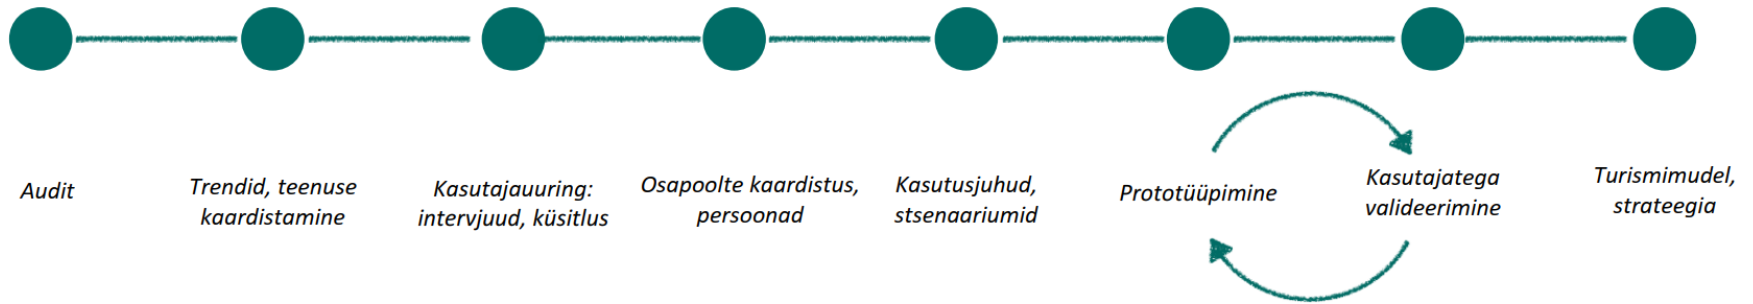 Audit
Trendid, teenuse
kaardistamine
Kasutajauuring:
intervjuud, küsitlus
Osapoolte kaardistus,
persoonad
Kasutusjuhud,
stsenaariumid
Prototüüpimine
Kasutajatega
valideerimine
Turismimudel,
strateegia